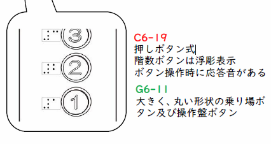 3
2
1
C6-19
押しボタン式
階数ボタンは浮彫表示
ボタン操作時に応答音がある
G6-11
大きく、丸い形状の乗り場ボ
タン及び操作盤ボタン